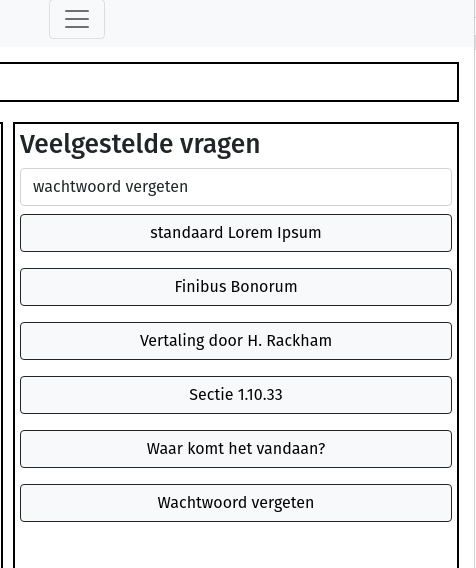 Veelgestelde vragen
wachtwoord vergeten
standaard Lorem Ipsum
Finibus Bonorum
Vertaling door H. Rackham
Sectie 1.10.33
Waar komt het vandaan?
Wachtwoord vergeten